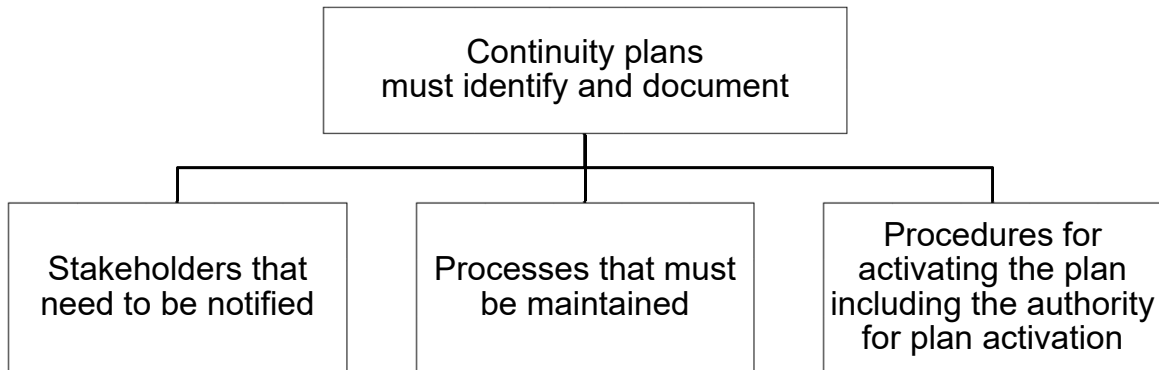 Continuity plans
must identify and document
Stakeholders that
need to be notified
Processes that must
be maintained
Procedures for
activating the plan
including the authority
for plan activation